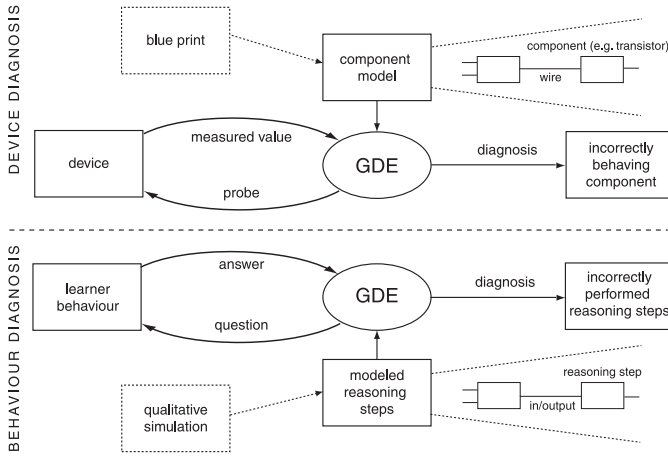 DEVICE DIAGNOSIS
blue print
component
model
component (e.g. transistor)
wire
device
measured value
probe
GDE
diagnosis
incorrectly
behaving
component
BEHAVIOUR DIAGNOSIS
learner
behaviour
answer
question
GDE
diagnosis
incorrectly
performed
reasoning steps
qualitative
simulation
modeled
reasoning
steps
reasoning step
in/output